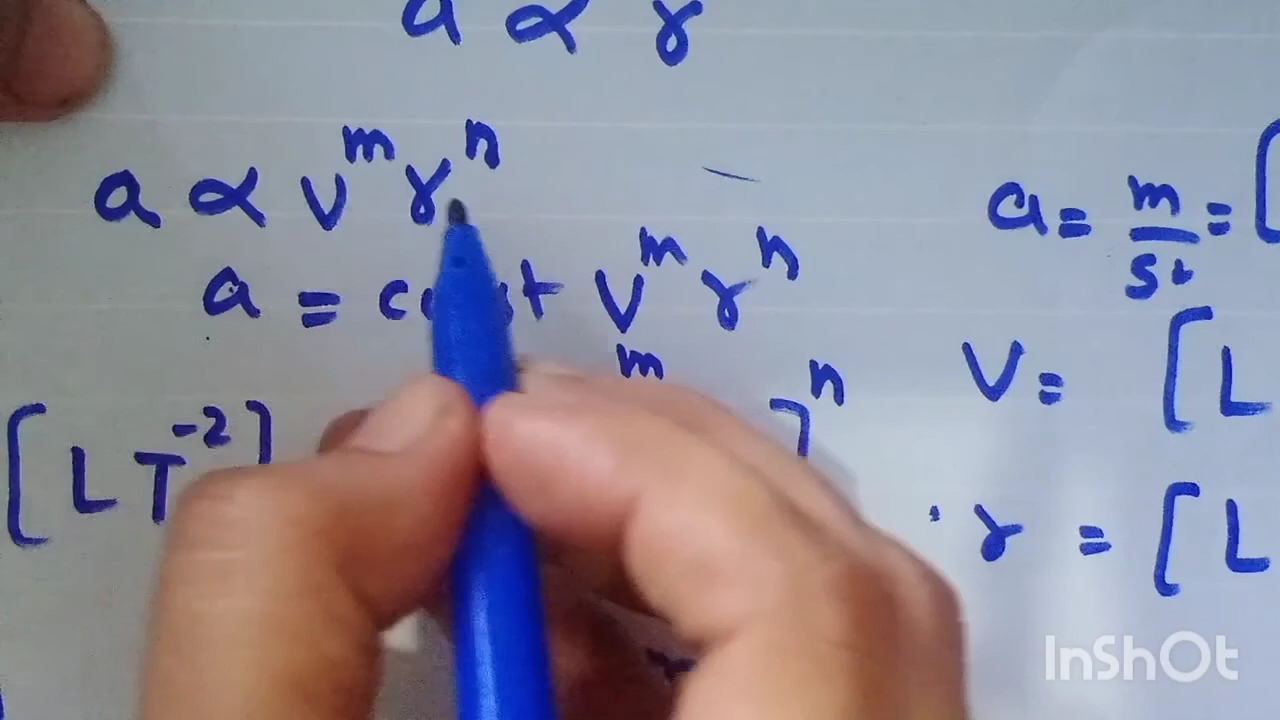 a ∝ r
a ∝ v^m r^n
a = v^m r^n
[LT^-2] ^m ]^n
a = m/s² = [
V = [L
r = [L
InShOt